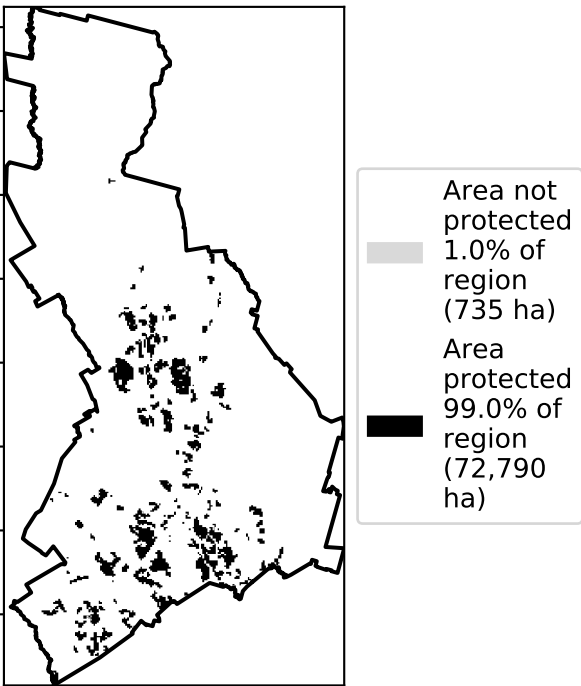 Area not
protected
1.0% of
region
(735 ha)
Area
protected
99.0% of
region
(72,790
ha)